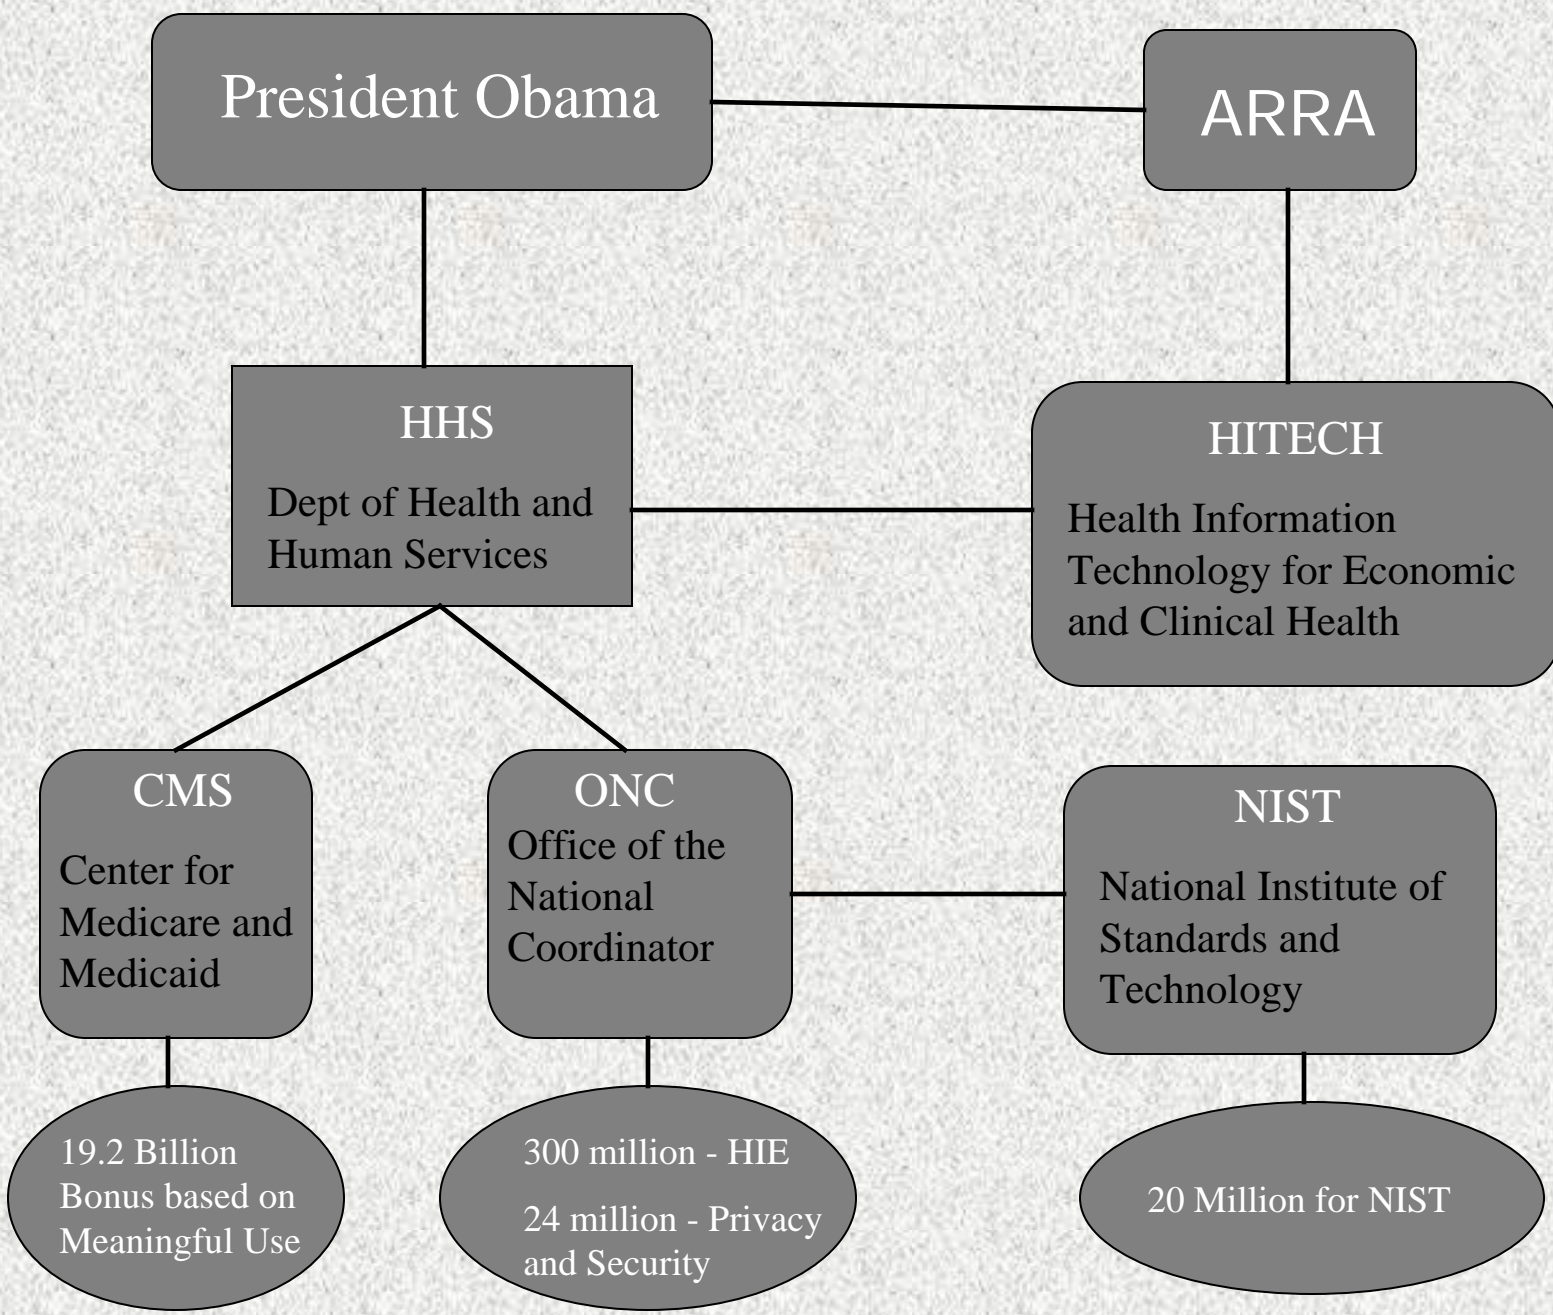 President Obama
ARRA
HHS
Dept of Health and
Human Services
HITECH
Health Information
Technology for Economic
and Clinical Health
CMS
Center for
Medicare and
Medicaid
ONC
Office of the
National
Coordinator
NIST
National Institute of
Standards and
Technology
19.2 Billion
Bonus based on
Meaningful Use
300 million - HIE
24 million - Privacy
and Security
20 Million for NIST